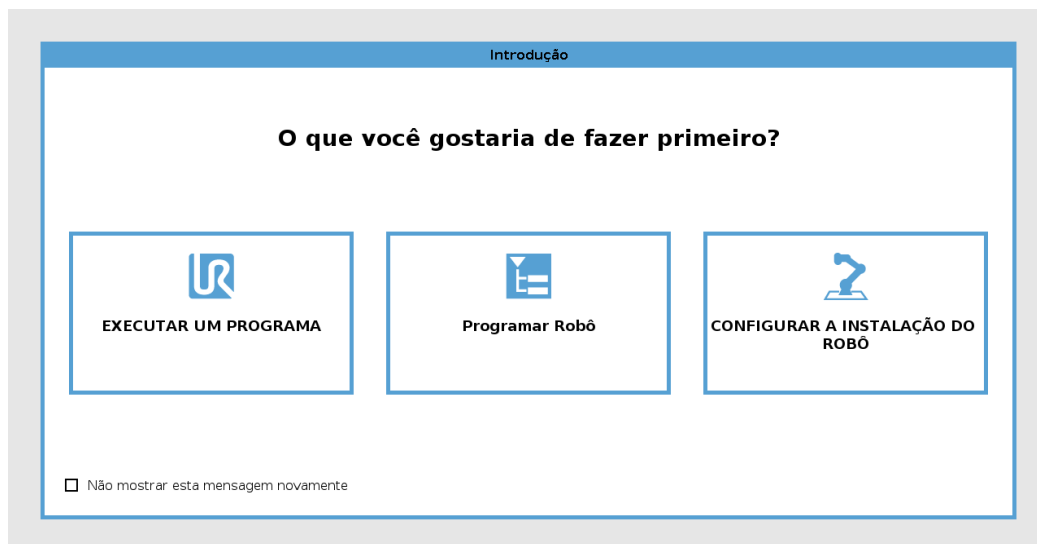 Introdução
O que você gostaria de fazer primeiro?
EXECUTAR UM PROGRAMA
Programar Robô
CONFIGURAR A INSTALAÇÃO DO
ROBÔ
Não mostrar esta mensagem novamente